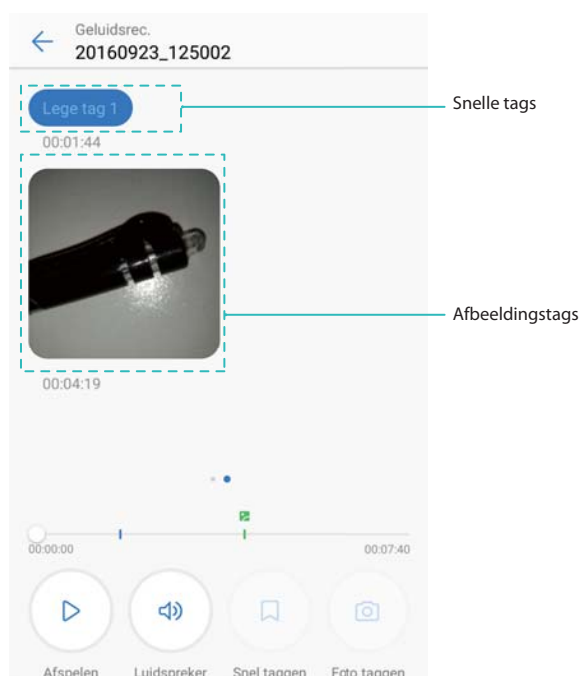 Geluidsrec.
20160923_125002
Lege tag 1
Snelle tags
00:01:44
Afbeeldingstags
00:04:19
00:00:00
00:07:40
Afspelen
Luidspreker
Snel taggen
Foto taggen